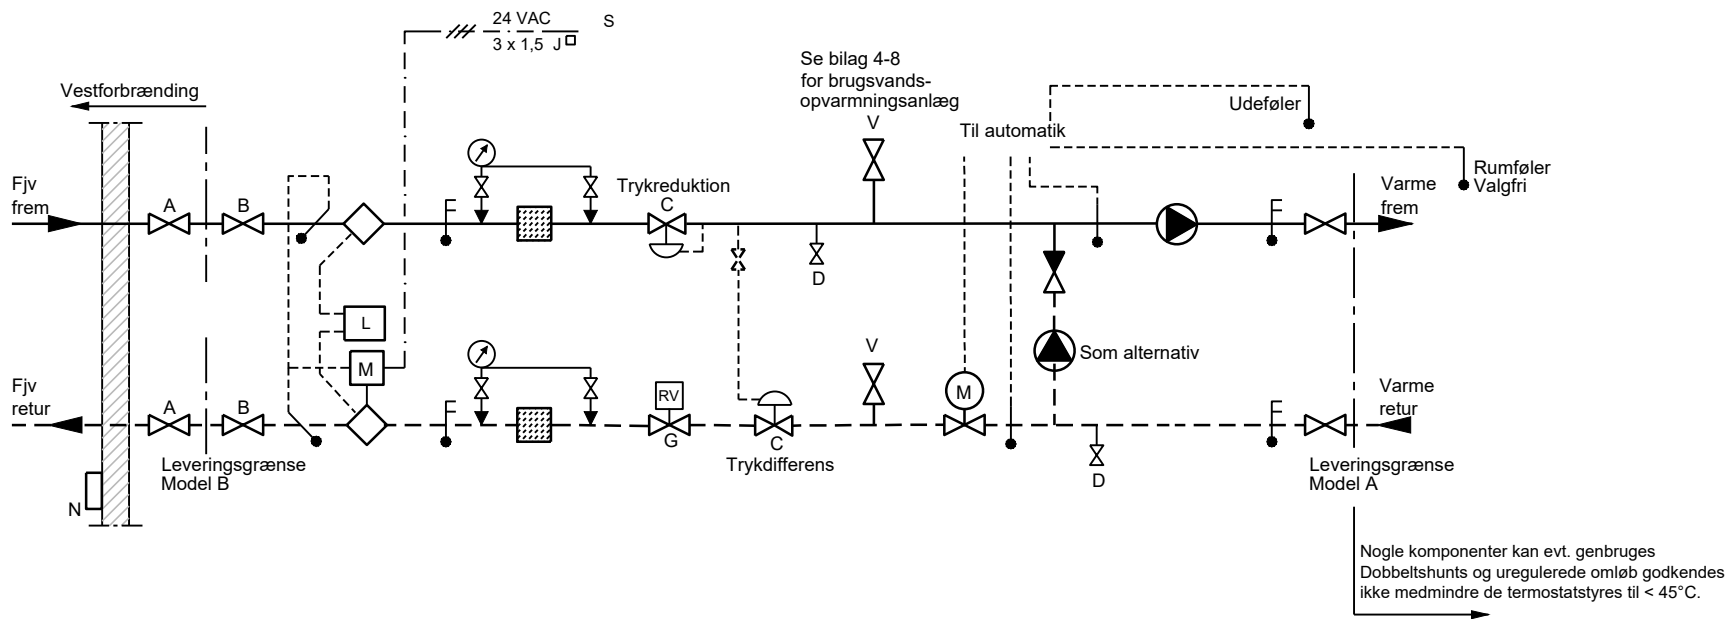 24 VAC
3 x 1,5 J
S
Vestforbrænding
Se bilag 4-8
for brugsvands-
opvarmningsanlæg
V
Til automatik
Udeføler
Rumføler
Valgfri
Fjv
frem
A
B
F
Trykreduktion
C
D
F
Varme
frem
L
M
Som alternativ
Fjv
retur
A
B
F
RV
G
C
Trykdifferens
V
M
D
F
Varme
retur
Leveringsgrænse
Model B
N
Leveringsgrænse
Model A
Nogle komponenter kan evt. genbruges
Dobbeltshunts og uregulerede omløb godkendes
ikke medmindre de termostatstyres til < 45°C.